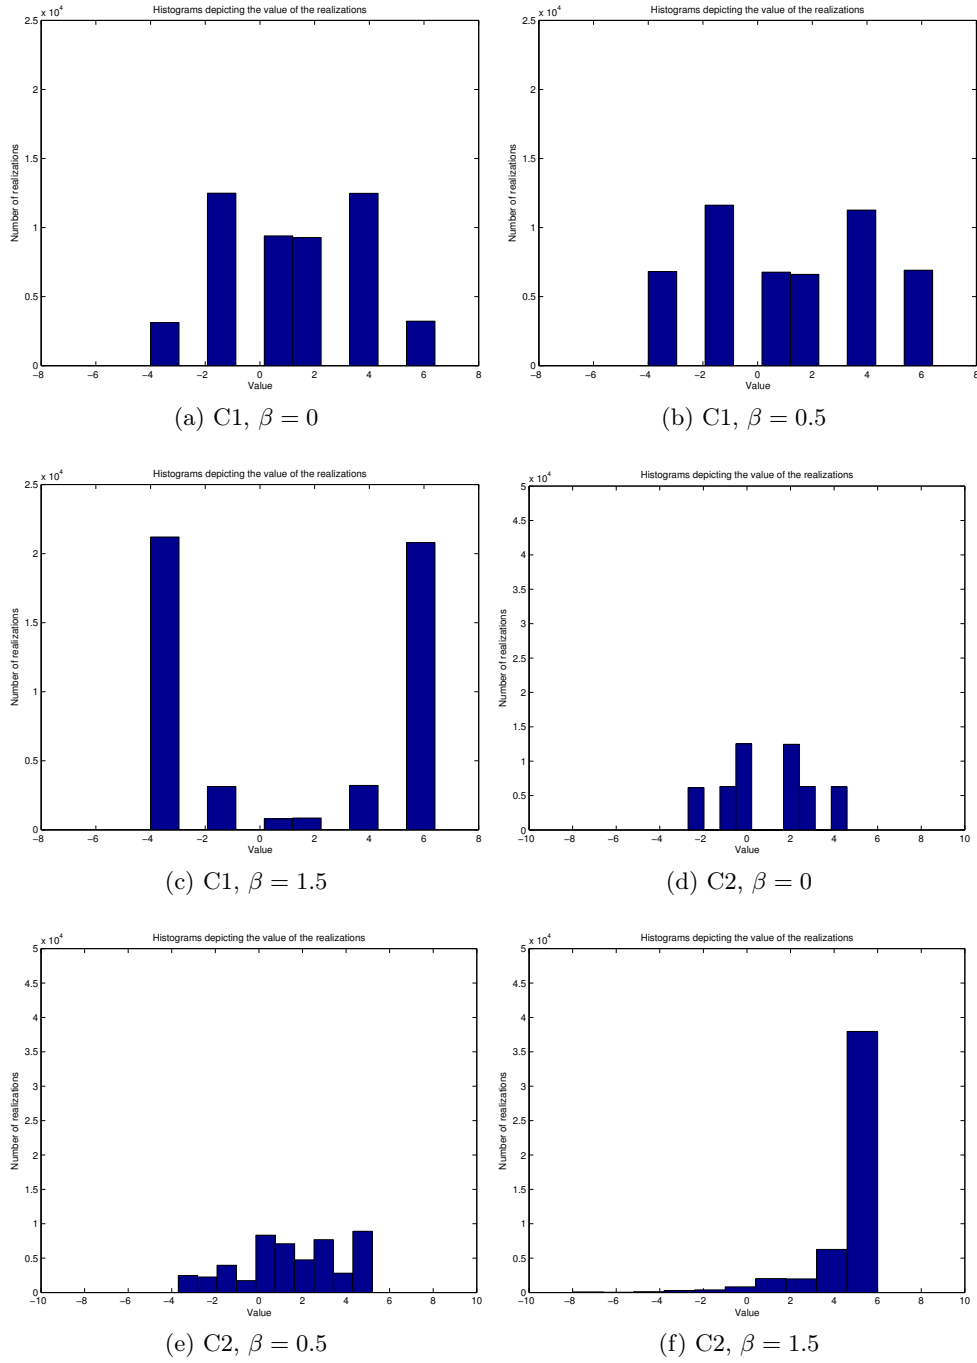 Histograms depicting the value of the realizations
x 10^4
2.5
2
1.5
1
0.5
0
Number of realizations
−8 −6 −4 −2 0 2 4 6 8
Value
(a) C1, β = 0
Histograms depicting the value of the realizations
x 10^4
2.5
2
1.5
1
0.5
0
Number of realizations
−8 −6 −4 −2 0 2 4 6 8
Value
(b) C1, β = 0.5
Histograms depicting the value of the realizations
x 10^4
2.5
2
1.5
1
0.5
0
Number of realizations
−8 −6 −4 −2 0 2 4 6 8
Value
(c) C1, β = 1.5
Histograms depicting the value of the realizations
x 10^4
5
4.5
4
3.5
3
2.5
2
1.5
1
0.5
0
Number of realizations
−10 −8 −6 −4 −2 0 2 4 6 8 10
Value
(d) C2, β = 0
Histograms depicting the value of the realizations
x 10^4
5
4.5
4
3.5
3
2.5
2
1.5
1
0.5
0
Number of realizations
−10 −8 −6 −4 −2 0 2 4 6 8 10
Value
(e) C2, β = 0.5
Histograms depicting the value of the realizations
x 10^4
5
4.5
4
3.5
3
2.5
2
1.5
1
0.5
0
Number of realizations
−10 −8 −6 −4 −2 0 2 4 6 8 10
Value
(f) C2, β = 1.5